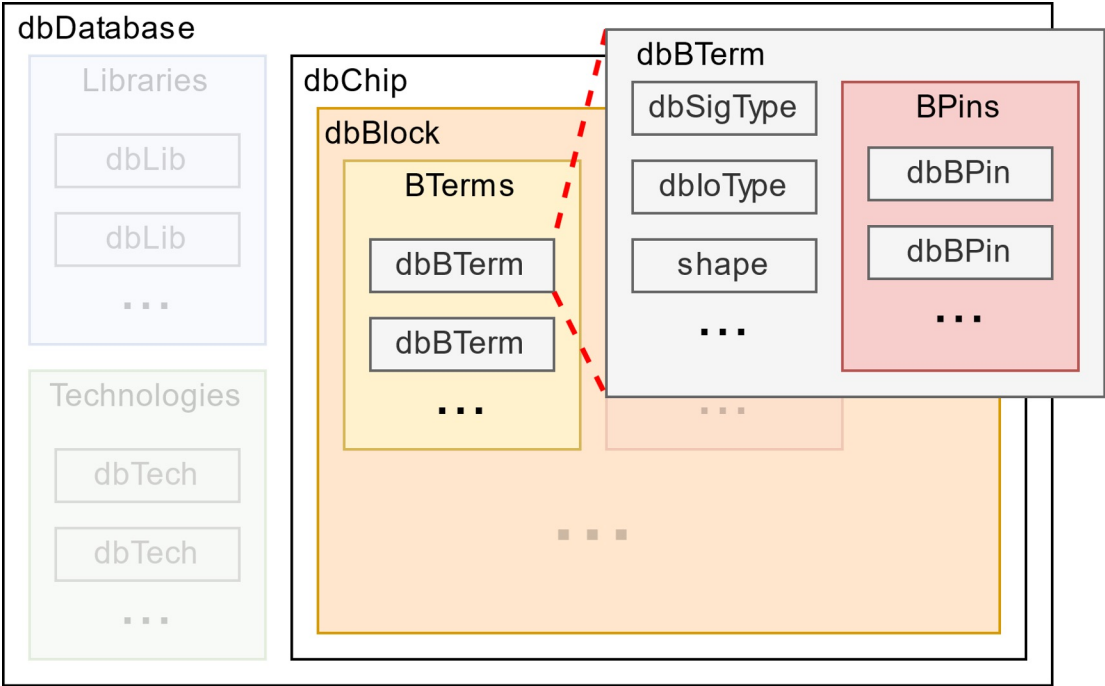 dbDatabase
Libraries
dbLib
dbLib
...
Technologies
dbTech
dbTech
...
dbChip
dbBlock
BTerms
dbBTerm
dbBTerm
...
...
...
dbBTerm
dbSigType
dbIoType
shape
...
BPins
dbBPin
dbBPin
...